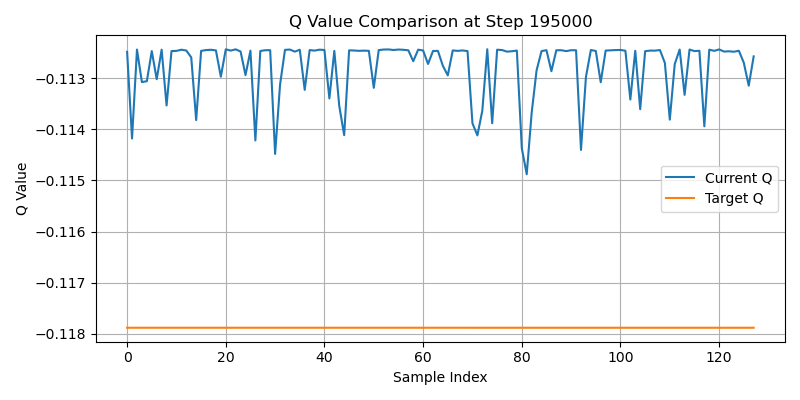 Q Value Comparison at Step 195000
Q Value
−0.113
−0.114
−0.115
−0.116
−0.117
−0.118
Current Q
Target Q
0 20 40 60 80 100 120
Sample Index